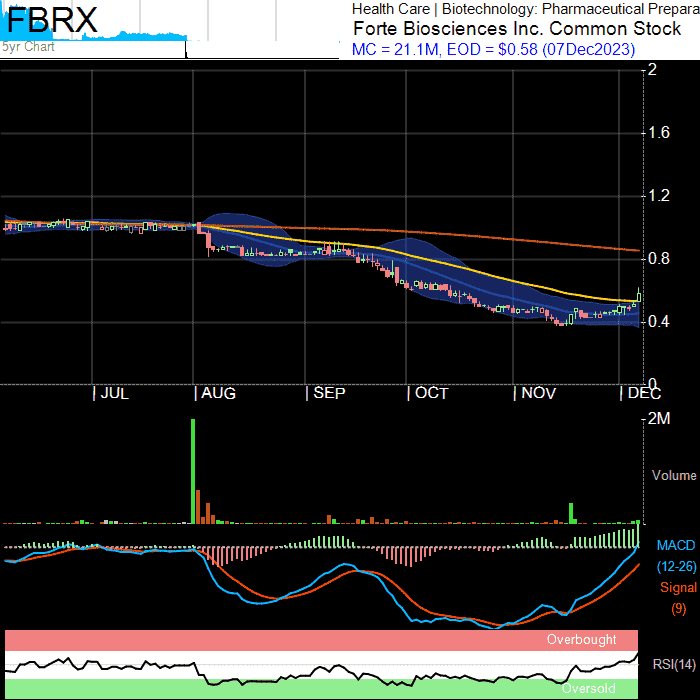 FBRX
5yr Chart
Health Care | Biotechnology: Pharmaceutical Prepara
Forte Biosciences Inc. Common Stock
MC = 21.1M, EOD = $0.58 (07Dec2023)
2
1.6
1.2
0.8
0.4
0
| JUL | AUG | SEP | OCT | NOV | DEC
2M
Volume
MACD
(12-26)
Signal
(9)
Overbought
RSI(14)
Oversold